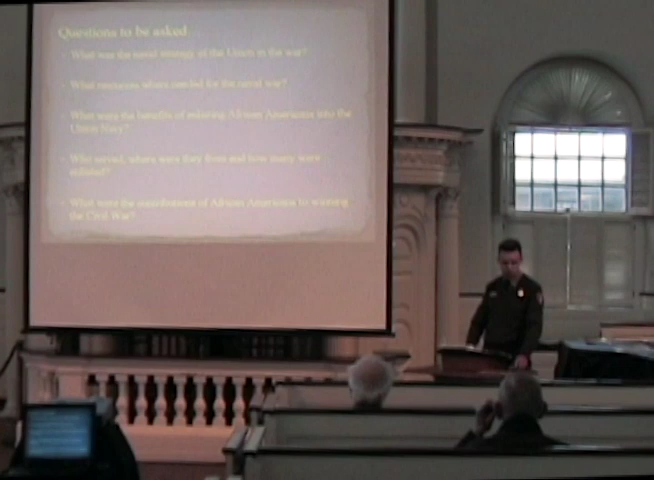 Questions to be asked…
- What was the naval strategy of the Union in the war?
- What resources where needed for the naval war?
- What were the benefits of enlisting African Americans into the
Union Navy?
- Who served, where were they from and how many were
enlisted?
- What were the contributions of African Americans to winning
the Civil War?